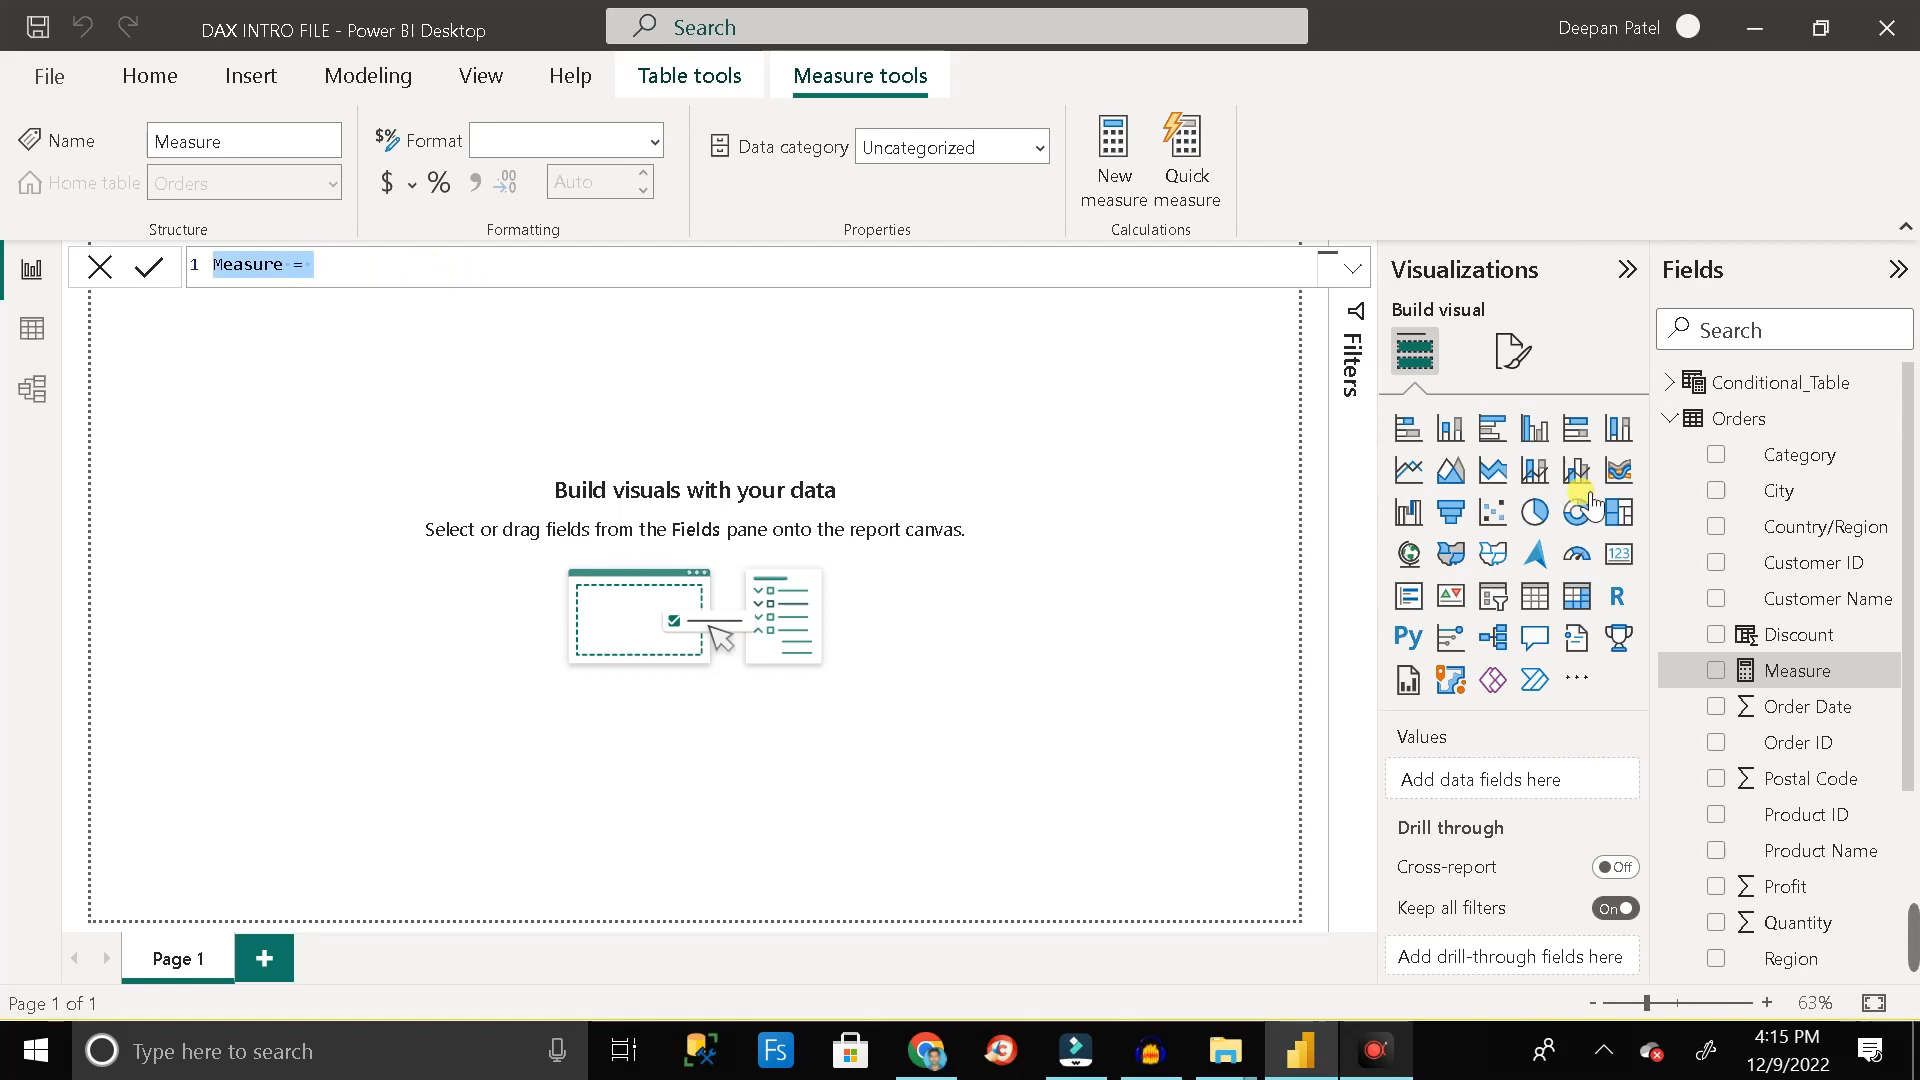 DAX INTRO FILE - Power BI Desktop
Search
Deepan Patel
File
Home
Insert
Modeling
View
Help
Table tools
Measure tools
Name
Measure
Home table
Orders
Structure
$% Format
$
%
Auto
Formatting
Data category
Uncategorized
Properties
New measure
Quick measure
Calculations
1 Measure =
Build visuals with your data
Select or drag fields from the Fields pane onto the report canvas.
Filters
Visualizations
Build visual
123
R
Py
Values
Add data fields here
Drill through
Cross-report
Off
Keep all filters
On
Add drill-through fields here
Fields
Search
Conditional_Table
Orders
Category
City
Country/Region
Customer ID
Customer Name
Discount
Measure
Order Date
Order ID
Postal Code
Product ID
Product Name
Profit
Quantity
Region
Page 1
Page 1 of 1
- + 63%
Type here to search
Fs
4:15 PM
12/9/2022